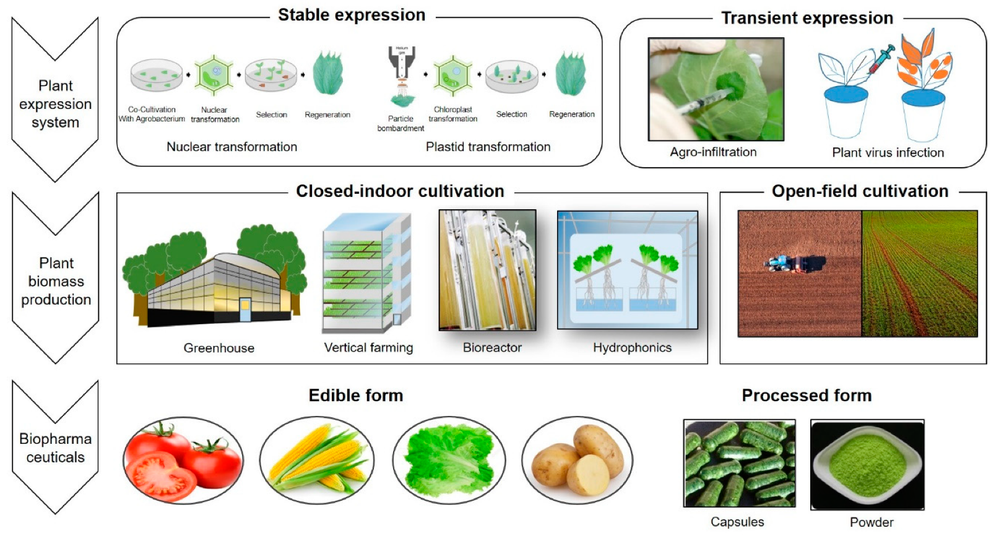 Stable expression
Transient expression
Plant
expression
system
Helium
gas
Co-Cultivation
With Agrobacterium
Nuclear
transformation
Selection
Regeneration
Particle
bombardment
Chloroplast
transformation
Selection
Regeneration
Nuclear transformation
Plastid transformation
Agro-infiltration
Plant virus infection
Closed-indoor cultivation
Open-field cultivation
Plant
biomass
production
Greenhouse
Vertical farming
Bioreactor
Hydrophonics
Biopharma
ceuticals
Edible form
Processed form
Capsules
Powder